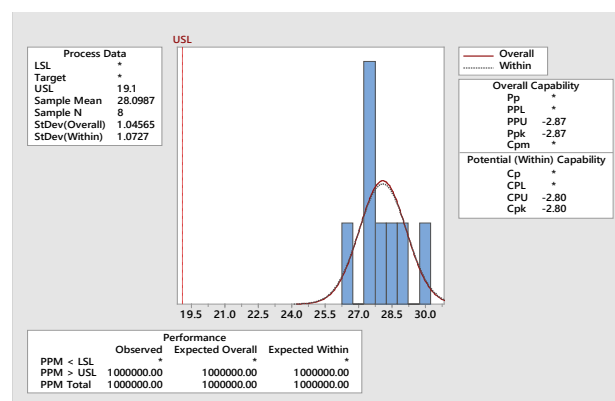 USL
Process Data
LSL *
Target *
USL 19.1
Sample Mean 28.0987
Sample N 8
StDev(Overall) 1.04565
StDev(Within) 1.0727
Overall
Within
Overall Capability
Pp *
PPL *
PPU -2.87
Ppk -2.87
Cpm *
Potential (Within) Capability
Cp *
CPL *
CPU -2.80
Cpk -2.80
19.5 21.0 22.5 24.0 25.5 27.0 28.5 30.0
Performance
Observed Expected Overall Expected Within
PPM < LSL * * *
PPM > USL 1000000.00 1000000.00 1000000.00
PPM Total 1000000.00 1000000.00 1000000.00